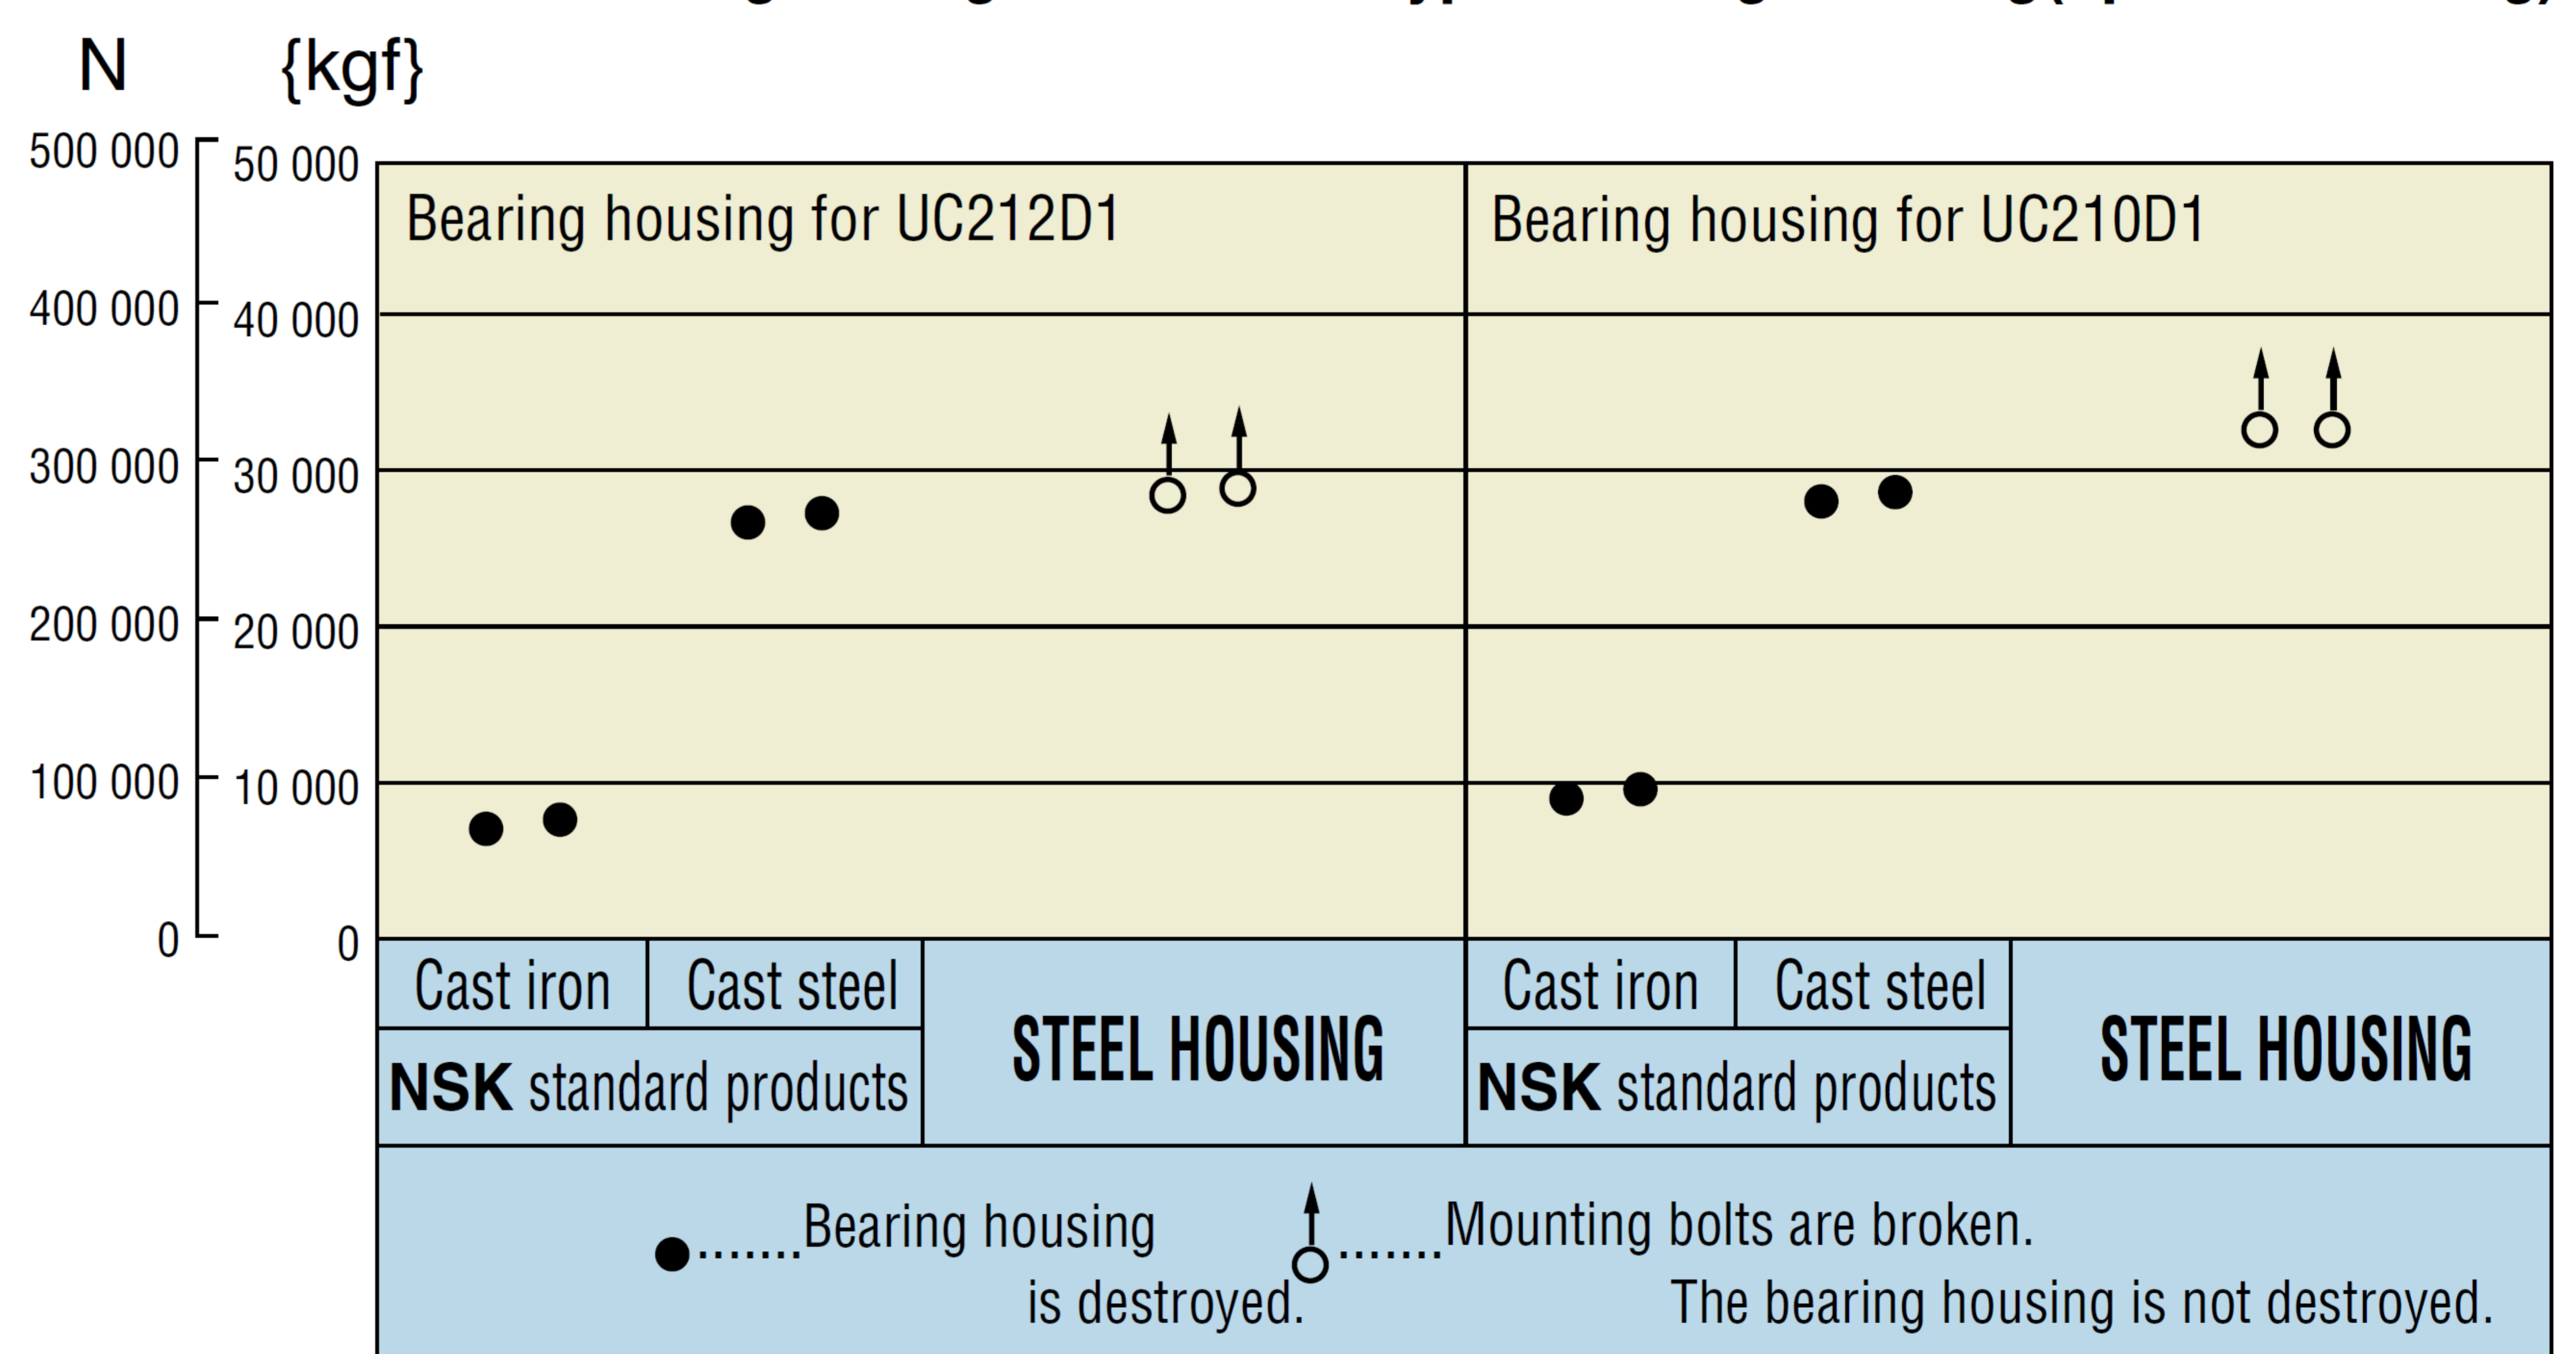 N {kgf}
500 000 50 000
Bearing housing for UC212D1 Bearing housing for UC210D1
400 000 40 000
300 000 30 000
200 000 20 000
100 000 10 000
0 0
Cast iron Cast steel STEEL HOUSING Cast iron Cast steel STEEL HOUSING
NSK standard products NSK standard products
.......Bearing housing .......Mounting bolts are broken.
is destroyed. The bearing housing is not destroyed.